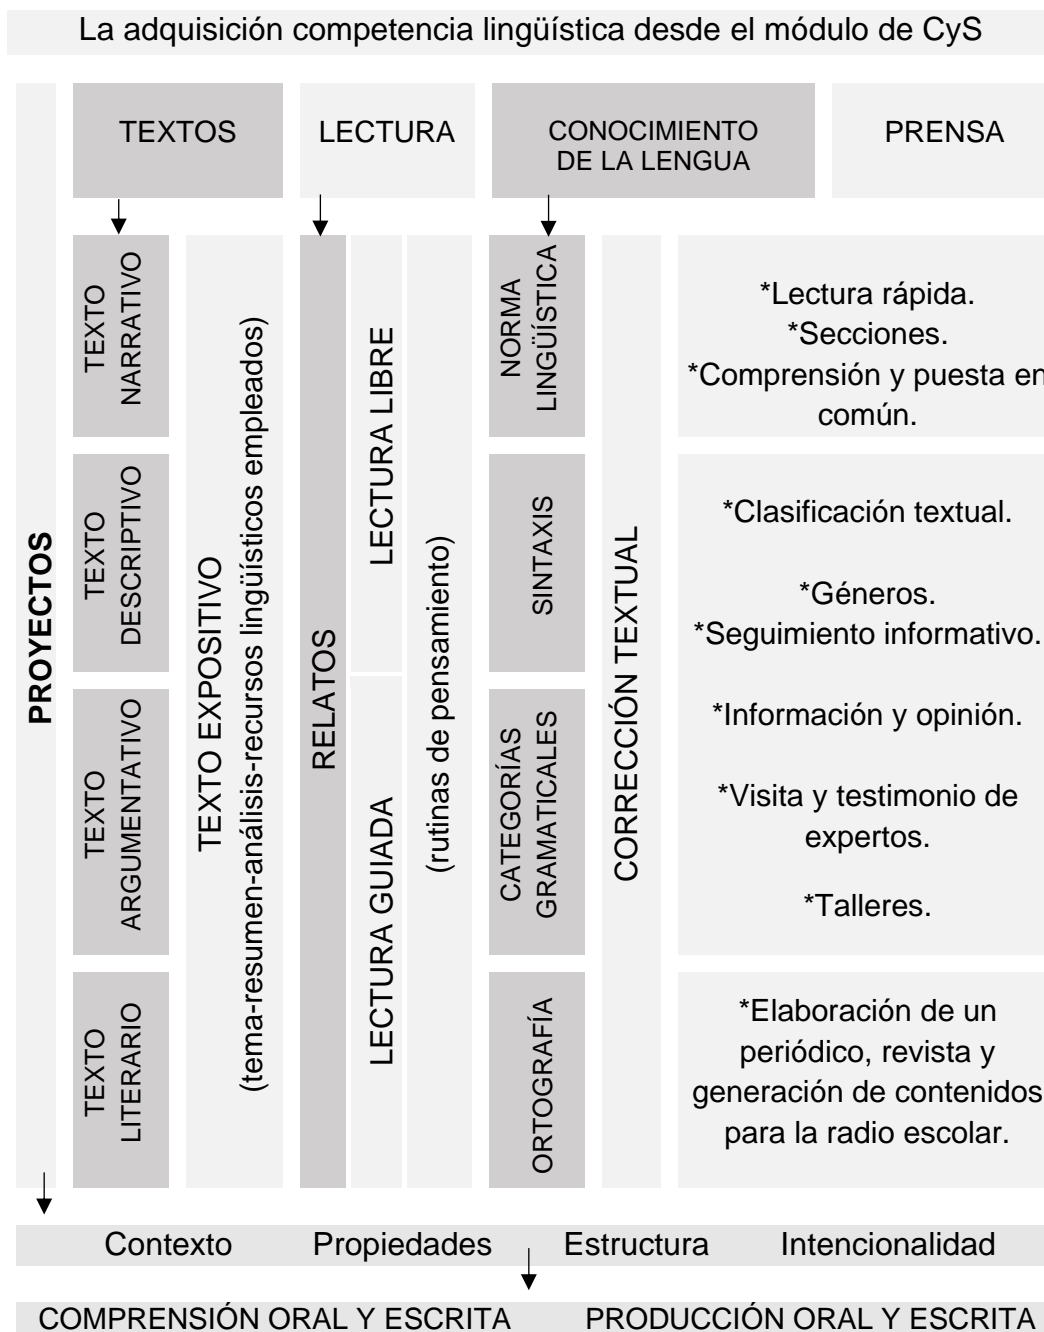 La adquisición competencia lingüística desde el módulo de CyS
TEXTOS
LECTURA
CONOCIMIENTO
DE LA LENGUA
PRENSA
PROYECTOS
TEXTO
NARRATIVO
TEXTO
DESCRIPTIVO
TEXTO
ARGUMENTATIVO
TEXTO
LITERARIO
TEXTO EXPOSITIVO
(tema-resumen-análisis-recursos lingüísticos empleados)
RELATOS
LECTURA LIBRE
LECTURA GUIADA
(rutinas de pensamiento)
NORMA
LINGÜÍSTICA
SINTAXIS
CATEGORÍAS
GRAMATICALES
ORTOGRAFÍA
CORRECCIÓN TEXTUAL
*Lectura rápida.
*Secciones.
*Comprensión y puesta en
común.
*Clasificación textual.
*Géneros.
*Seguimiento informativo.
*Información y opinión.
*Visita y testimonio de
expertos.
*Talleres.
*Elaboración de un
periódico, revista y
generación de contenidos
para la radio escolar.
Contexto Propiedades Estructura Intencionalidad
COMPRENSIÓN ORAL Y ESCRITA PRODUCCIÓN ORAL Y ESCRITA